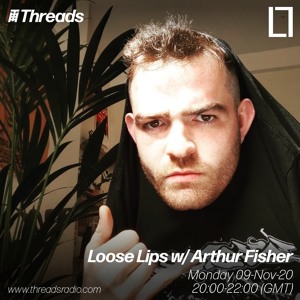 Threads
Loose Lips w/ Arthur Fisher
Monday 09-Nov-20
www.threadsradio.com
20:00-22:00 (GMT)